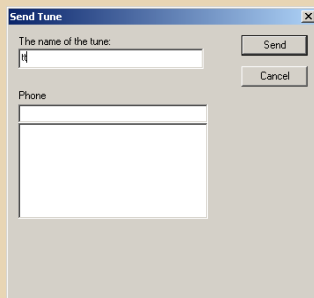 Send Tune
The name of the tune:
Send
tt
Cancel
Phone